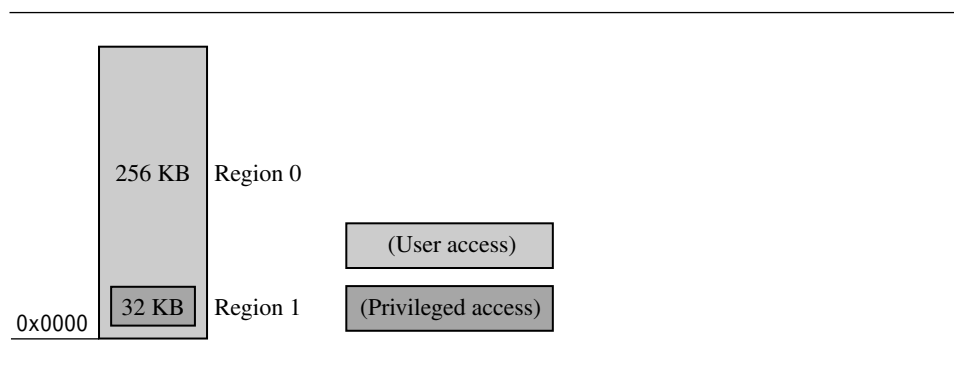 256 KB Region 0
(User access)
32 KB Region 1 (Privileged access)
0x0000